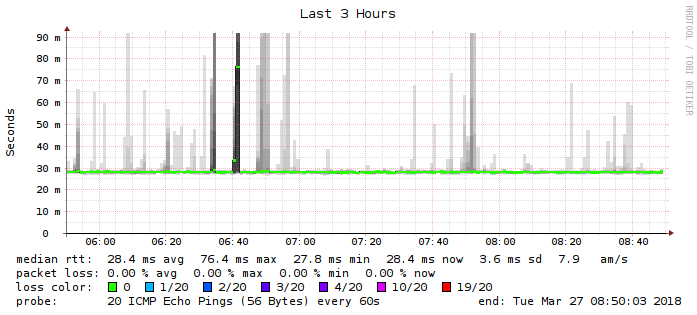 Last 3 Hours
RRDTOOL / TOBI OETIKER
Seconds
90 m
80 m
70 m
60 m
50 m
40 m
30 m
20 m
10 m
0
06:00 06:20 06:40 07:00 07:20 07:40 08:00 08:20 08:40
median rtt: 28.4 ms avg 76.4 ms max 27.8 ms min 28.4 ms now 3.6 ms sd 7.9 am/s
packet loss: 0.00 % avg 0.00 % max 0.00 % min 0.00 % now
loss color: 0 1/20 2/20 3/20 4/20 10/20 19/20
probe: 20 ICMP Echo Pings (56 Bytes) every 60s end: Tue Mar 27 08:50:03 2018